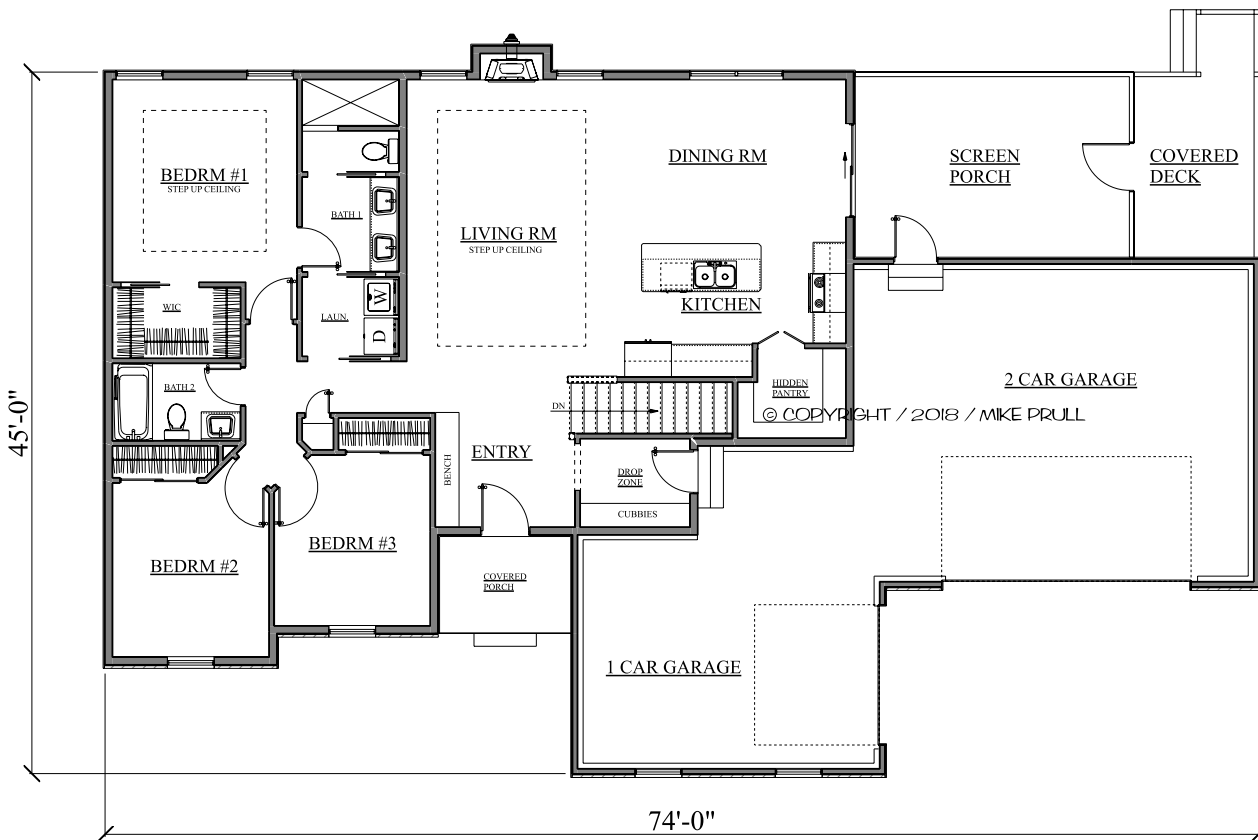 BEDRM #1
STEP UP CEILING
BATH 1
DINING RM
SCREEN
PORCH
COVERED
DECK
LIVING RM
STEP UP CEILING
WIC
LAUN.
W
D
KITCHEN
BATH 2
DN
HIDDEN
PANTRY
2 CAR GARAGE
© COPYRIGHT / 2018 / MIKE PRULL
45'-0"
ENTRY
BENCH
DROP
ZONE
CUBBIES
BEDRM #2
BEDRM #3
COVERED
PORCH
1 CAR GARAGE
74'-0"